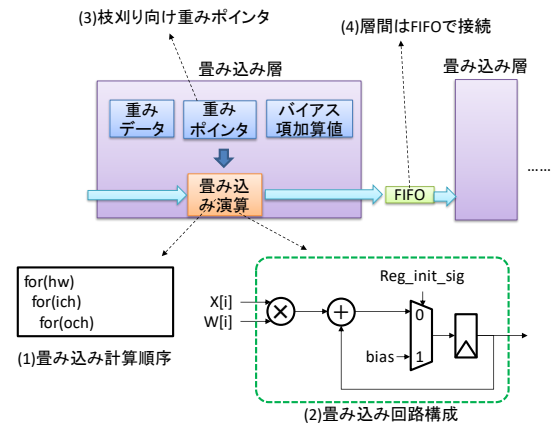 (3)枝刈り向け重みポインタ
(4)層間はFIFOで接続
畳み込み層
畳み込み層
重み
データ
重み
ポインタ
バイアス
項加算値
畳み込
み演算
FIFO
……
for(hw)
for(ich)
for(och)
(1)畳み込み計算順序
Reg_init_sig
X[i]
W[i]
×
+
0
bias
1
(2)畳み込み回路構成